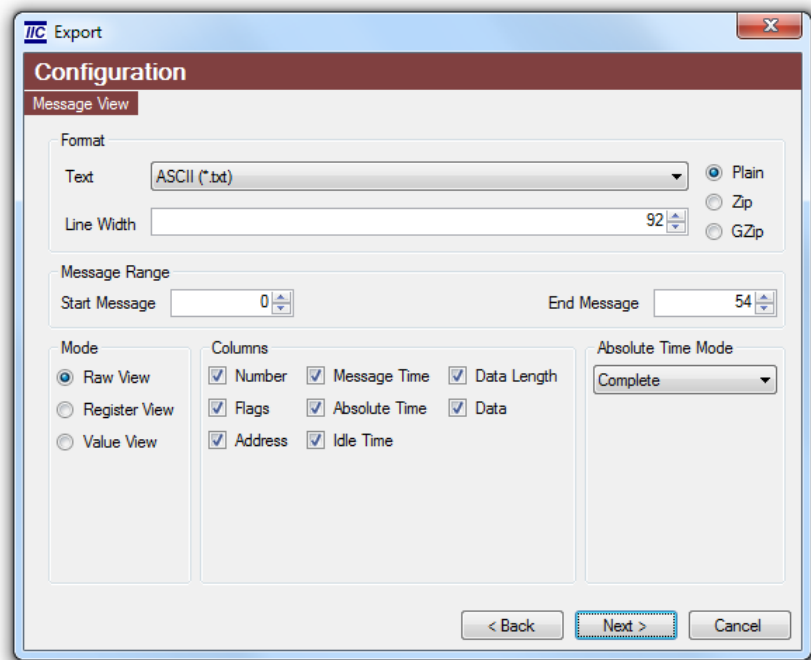 IIC Export
Configuration
Message View
Format
Text ASCII (*.txt) Plain
Zip
Line Width 92 GZip
Message Range
Start Message 0 End Message 54
Mode Columns Absolute Time Mode
Raw View Number Message Time Data Length Complete
Register View Flags Absolute Time Data
Value View Address Idle Time
< Back Next > Cancel